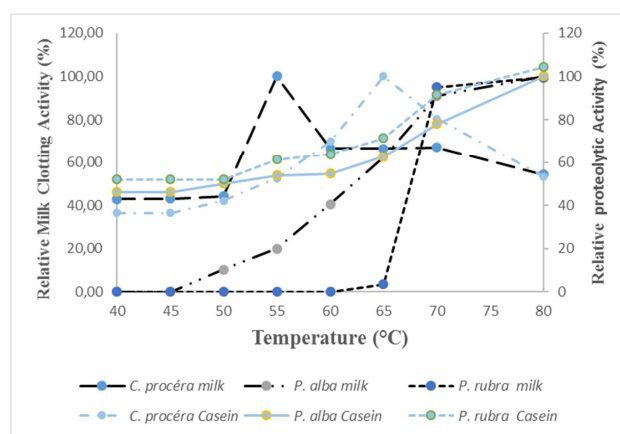 120,00
100,00
80,00
60,00
40,00
20,00
0,00
Relative Milk Clotting Activity (%)
120
100
80
60
40
20
0
Relative proteolytic Activity (%)
40 45 50 55 60 65 70 75 80
Temperature (°C)
C. procéra milk P. alba milk P. rubra milk
C. procéra Casein P. alba Casein P. rubra Casein